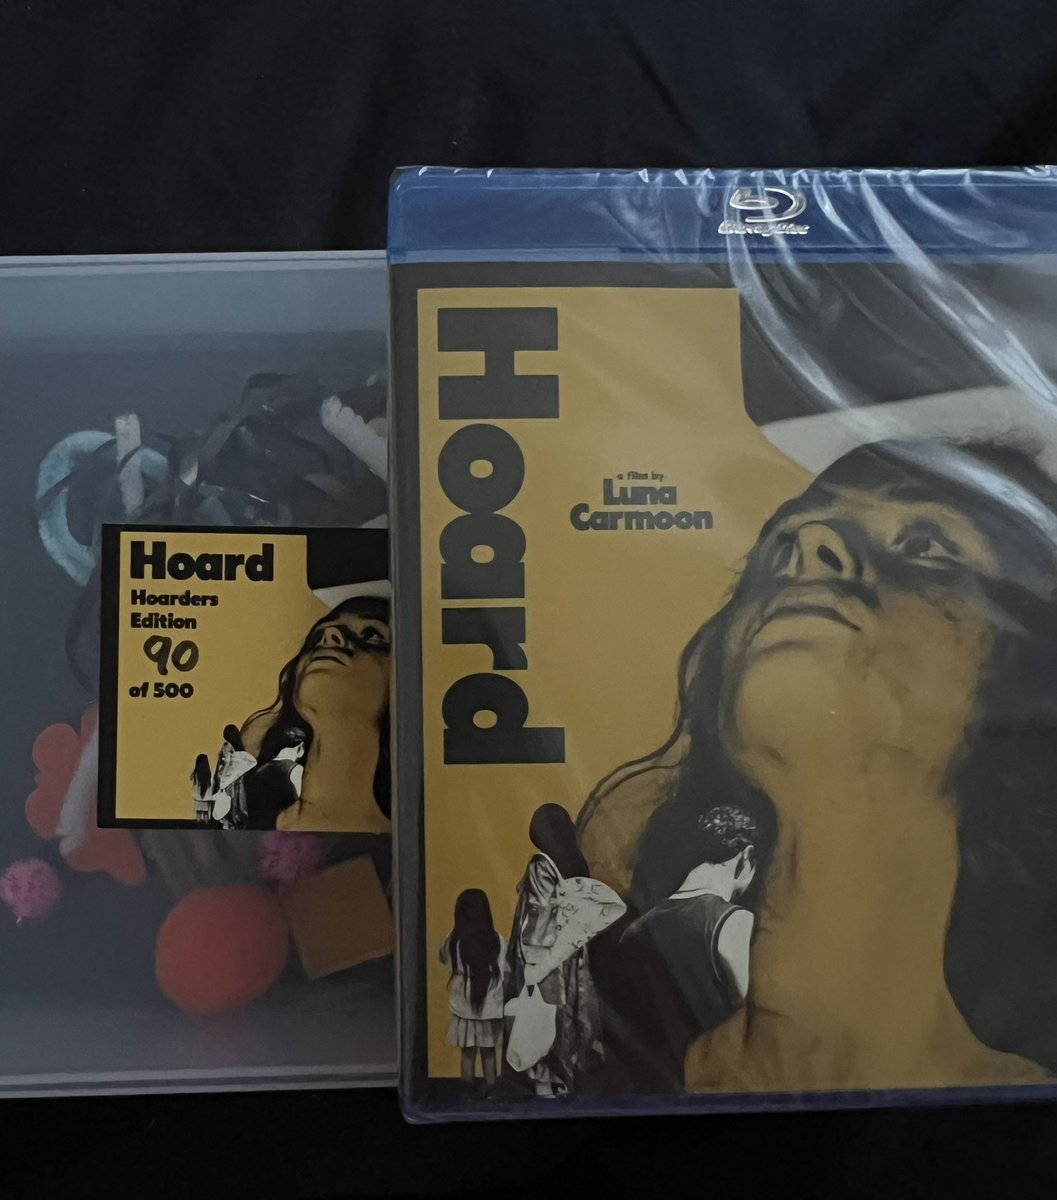 Hoard
Hoarders
Edition
90
of 500
Blu-ray Disc
Hoard
a film by
Luna
Carmoon